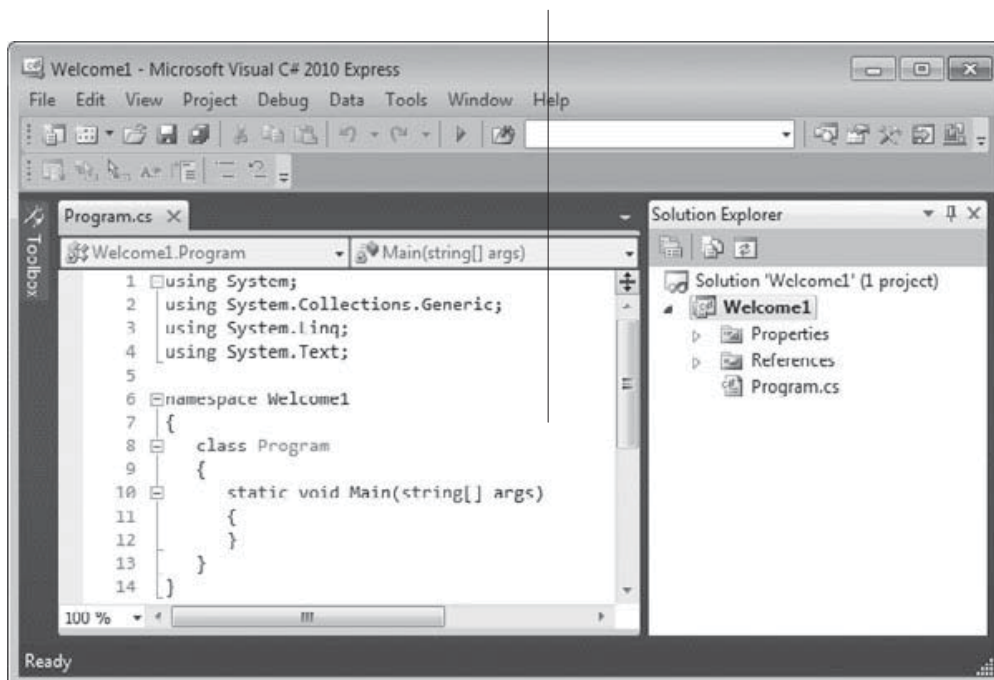 Welcome1 - Microsoft Visual C# 2010 Express
File Edit View Project Debug Data Tools Window Help
Toolbox
Program.cs
Welcome1.Program Main(string[] args)
1 using System;
2 using System.Collections.Generic;
3 using System.Linq;
4 using System.Text;
5
6 namespace Welcome1
7 {
8 class Program
9 {
10 static void Main(string[] args)
11 {
12 }
13 }
14 }
100 %
Solution Explorer
Solution 'Welcome1' (1 project)
Welcome1
Properties
References
Program.cs
Ready